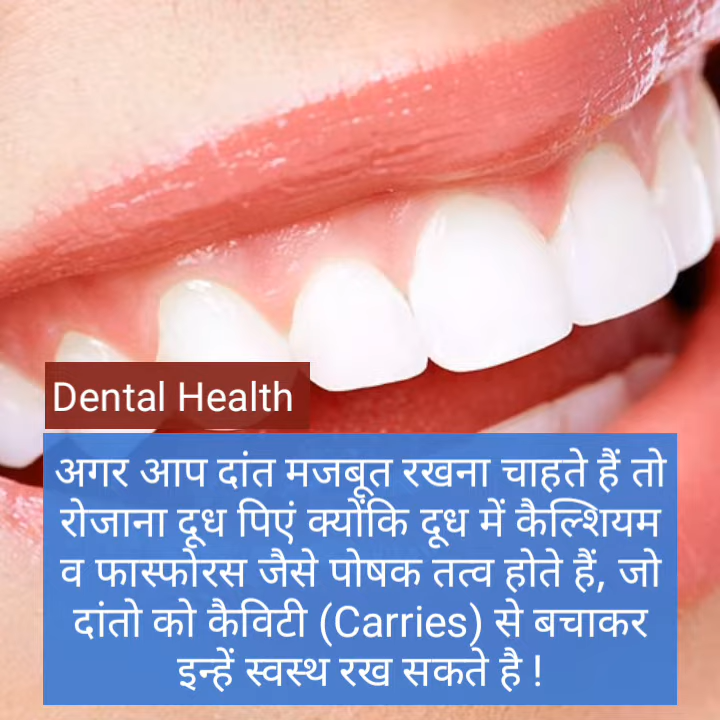 Dental Health
अगर आप दांत मजबूत रखना चाहते हैं तो
रोजाना दूध पिएं क्योंकि दूध में कैल्शियम
व फास्फोरस जैसे पोषक तत्व होते हैं, जो
दांतो को कैविटी (Carries) से बचाकर
इन्हें स्वस्थ रख सकते है !